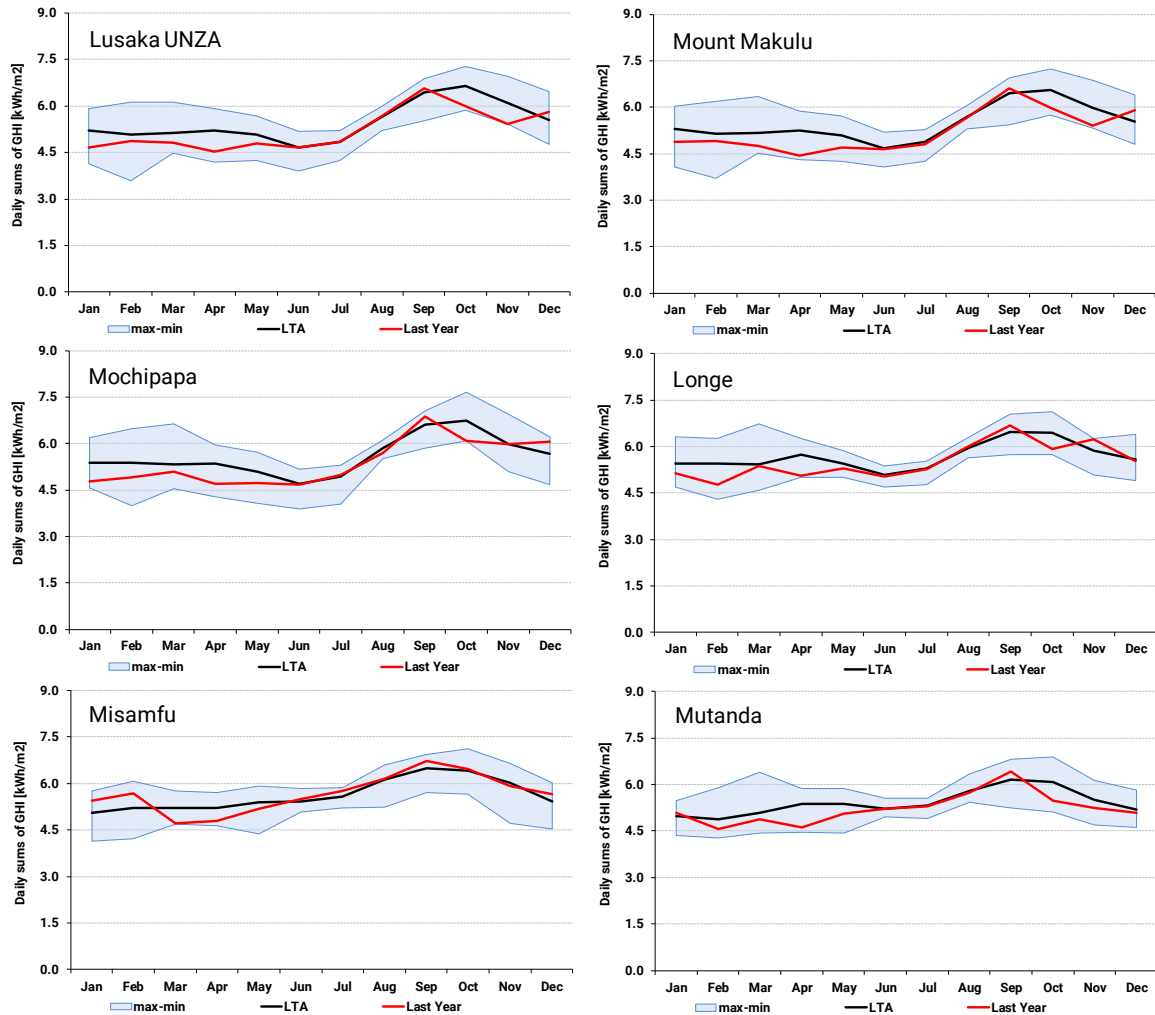 Lusaka UNZA
Daily sums of GHI [kWh/m2]
9.0
7.5
6.0
4.5
3.0
1.5
0.0
Jan Feb Mar Apr May Jun Jul Aug Sep Oct Nov Dec
max-min LTA Last Year
Mount Makulu
Daily sums of GHI [kWh/m2]
9.0
7.5
6.0
4.5
3.0
1.5
0.0
Jan Feb Mar Apr May Jun Jul Aug Sep Oct Nov Dec
max-min LTA Last Year
Mochipapa
Daily sums of GHI [kWh/m2]
9.0
7.5
6.0
4.5
3.0
1.5
0.0
Jan Feb Mar Apr May Jun Jul Aug Sep Oct Nov Dec
max-min LTA Last Year
Longe
Daily sums of GHI [kWh/m2]
9.0
7.5
6.0
4.5
3.0
1.5
0.0
Jan Feb Mar Apr May Jun Jul Aug Sep Oct Nov Dec
max-min LTA Last Year
Misamfu
Daily sums of GHI [kWh/m2]
9.0
7.5
6.0
4.5
3.0
1.5
0.0
Jan Feb Mar Apr May Jun Jul Aug Sep Oct Nov Dec
max-min LTA Last Year
Mutanda
Daily sums of GHI [kWh/m2]
9.0
7.5
6.0
4.5
3.0
1.5
0.0
Jan Feb Mar Apr May Jun Jul Aug Sep Oct Nov Dec
max-min LTA Last Year